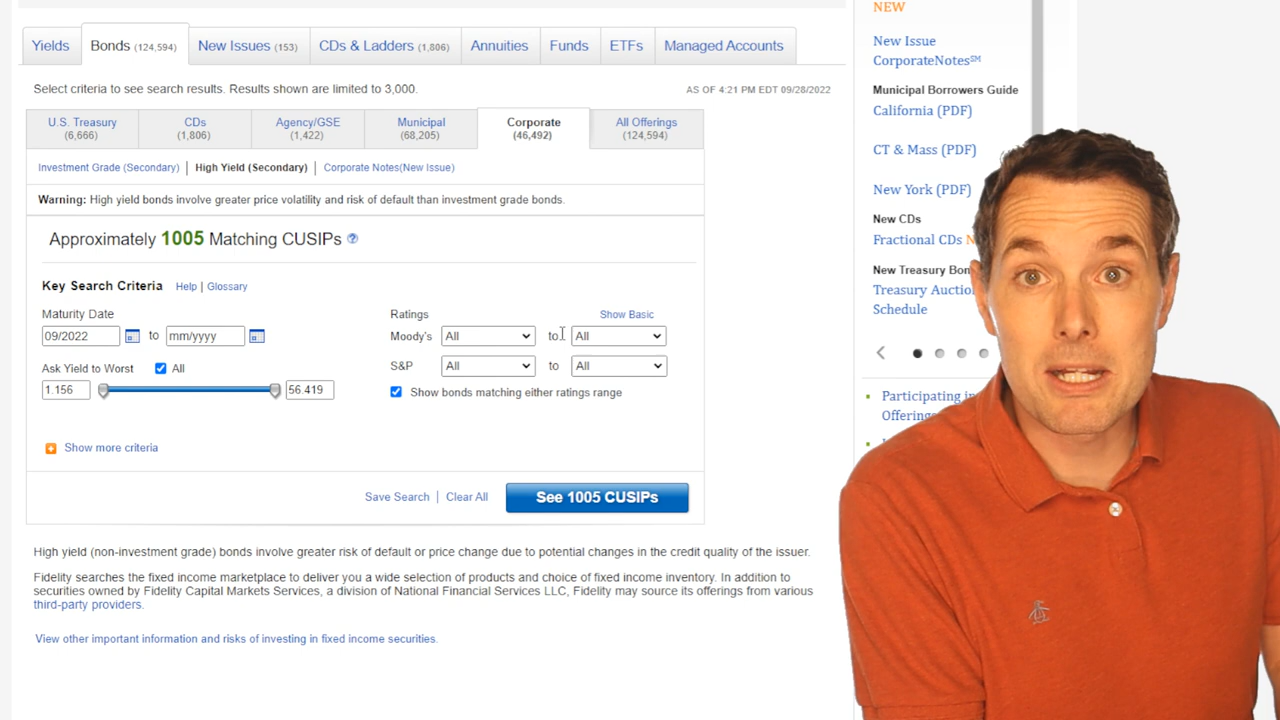 Yields
Bonds (124,594)
New Issues (153)
CDs & Ladders (1,806)
Annuities
Funds
ETFs
Managed Accounts
Select criteria to see search results. Results shown are limited to 3,000.
AS OF 4:21 PM EDT 09/28/2022
U.S. Treasury
(6,666)
CDs
(1,806)
Agency/GSE
(1,422)
Municipal
(68,205)
Corporate
(46,492)
All Offerings
(124,594)
Investment Grade (Secondary)
High Yield (Secondary)
Corporate Notes(New Issue)
Warning: High yield bonds involve greater price volatility and risk of default than investment grade bonds.
Approximately 1005 Matching CUSIPs ?
Key Search Criteria
Help | Glossary
Maturity Date
09/2022 to mm/yyyy
Ask Yield to Worst All
1.156 56.419
Ratings
Show Basic
Moody's All to All
S&P All to All
Show bonds matching either ratings range
Show more criteria
Save Search | Clear All
See 1005 CUSIPs
High yield (non-investment grade) bonds involve greater risk of default or price change due to potential changes in the credit quality of the issuer.
Fidelity searches the fixed income marketplace to deliver you a wide selection of products and choice of fixed income inventory. In addition to
securities owned by Fidelity Capital Markets Services, a division of National Financial Services LLC, Fidelity may source its offerings from various
third-party providers.
View other important information and risks of investing in fixed income securities.
NEW
New Issue
CorporateNotes℠
Municipal Borrowers Guide
California (PDF)
CT & Mass (PDF)
New York (PDF)
New CDs
Fractional CDs
New Treasury
Treasury
Schedule
Participating